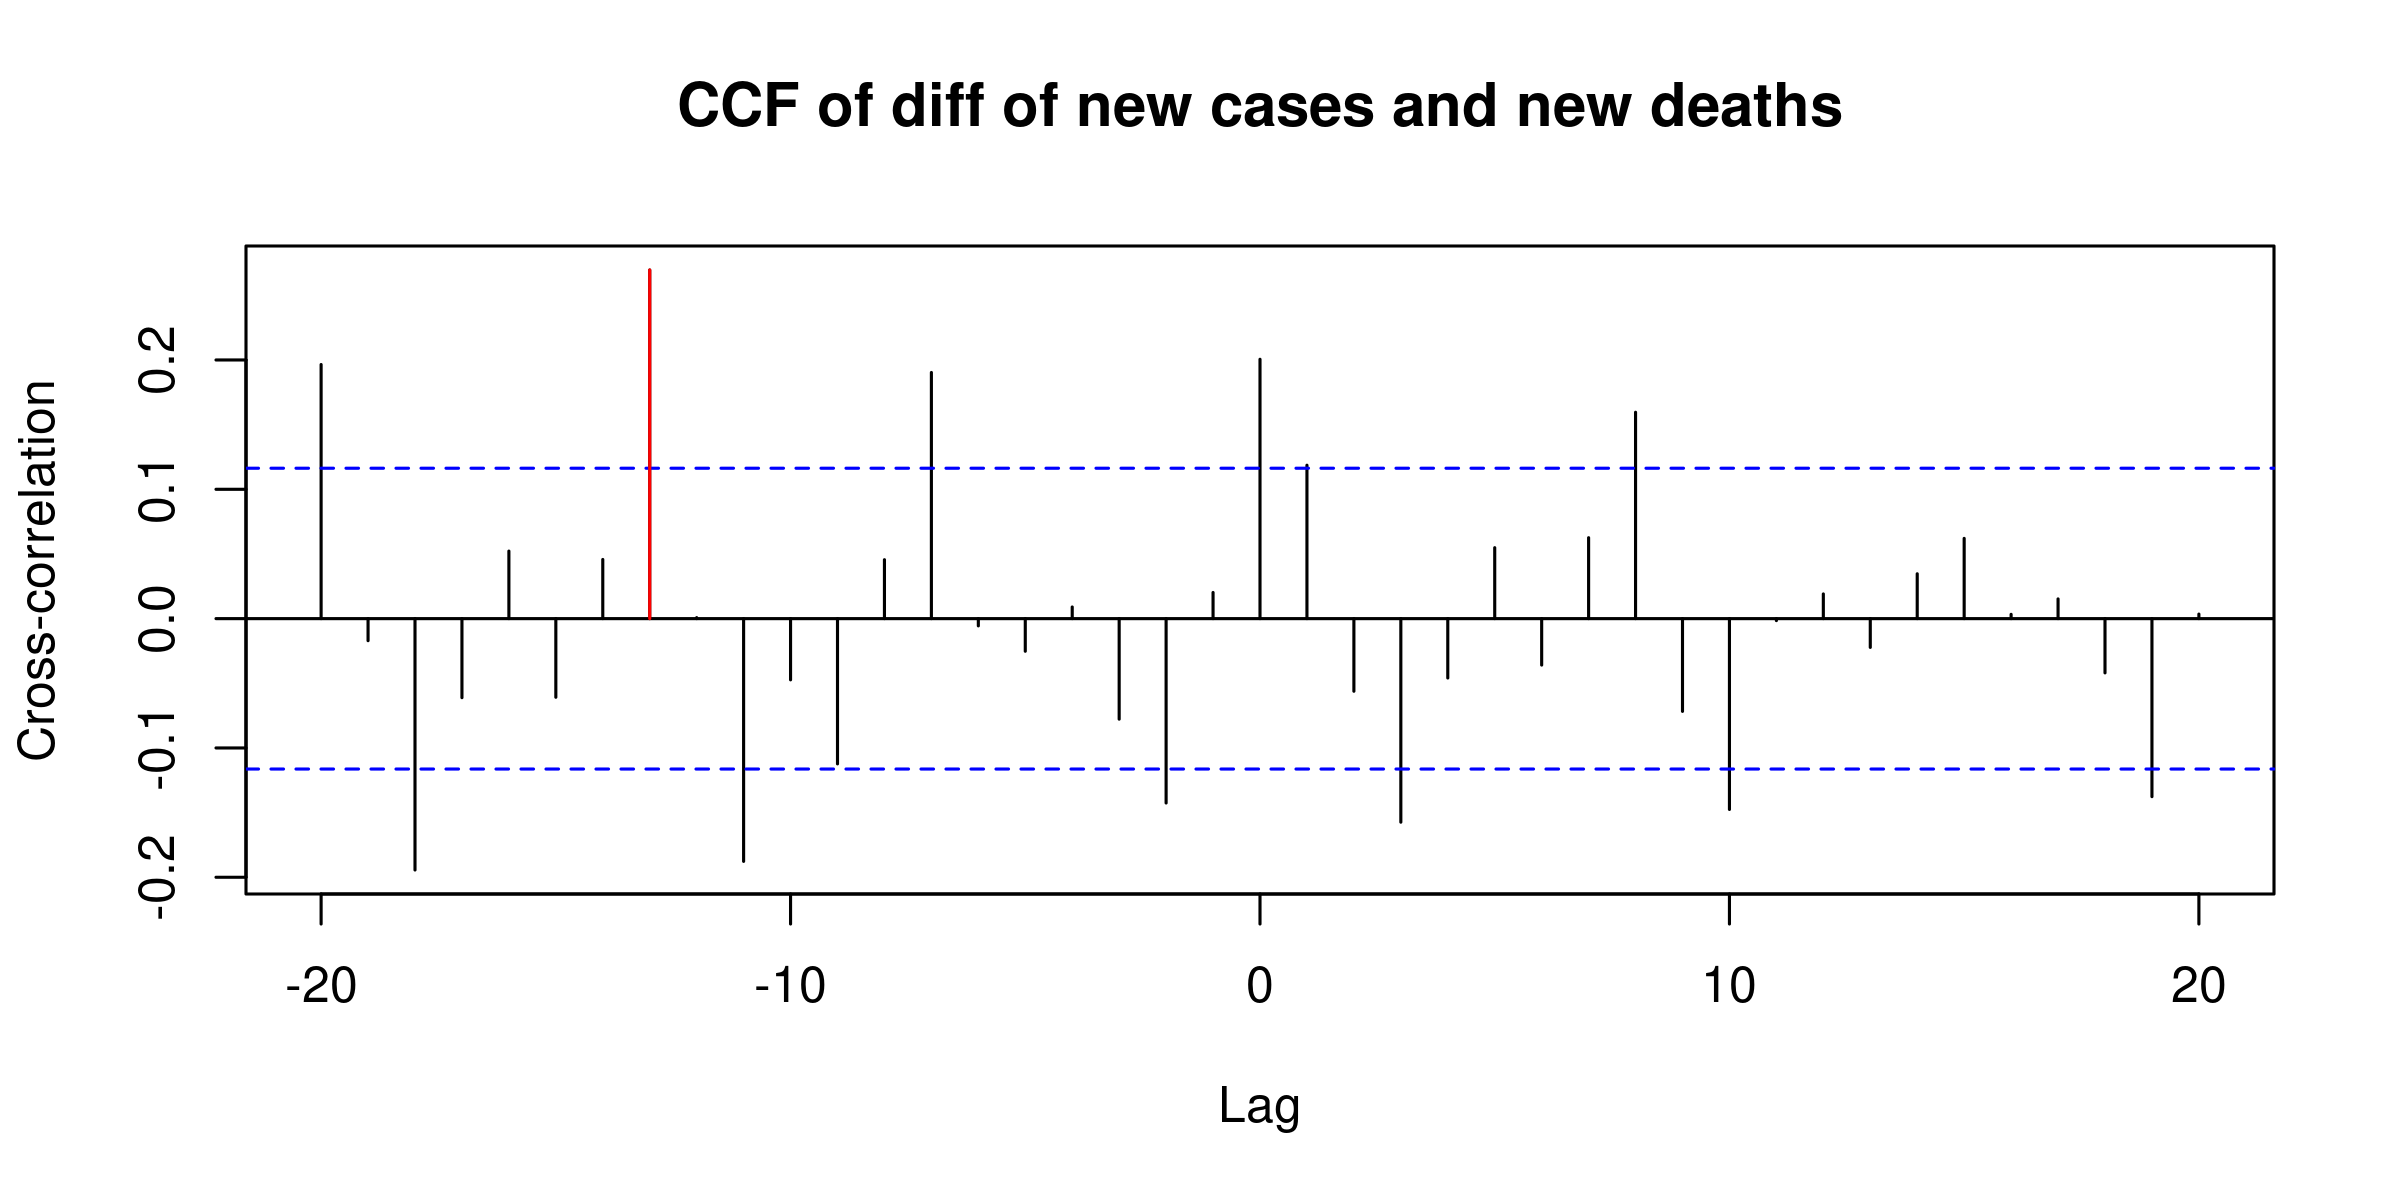 CCF of diff of new cases and new deaths
Cross-correlation
0.2
0.1
0.0
-0.1
-0.2
-20 -10 0 10 20
Lag